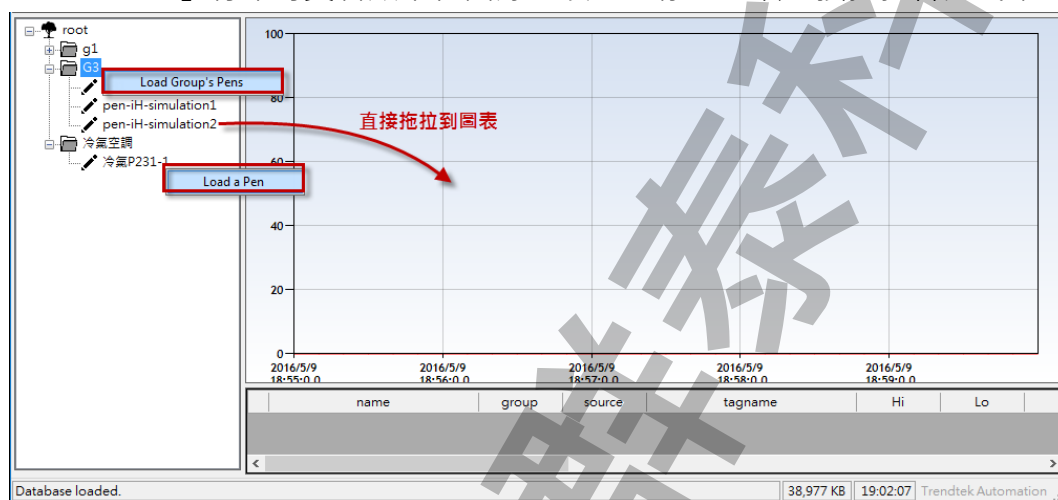 root
g1
G3
Load Group's Pens
pen-iH-simulation1
pen-iH-simulation2
冷氣空調
冷氣P231-1
Load a Pen
直接拖拉到圖表
100
80
60
40
20
0
2016/5/9 2016/5/9 2016/5/9 2016/5/9 2016/5/9
18:55:0.0 18:56:0.0 18:57:0.0 18:58:0.0 18:59:0.0
name group source tagname Hi Lo
Database loaded. 38,977 KB 19:02:07 Trendtek Automation